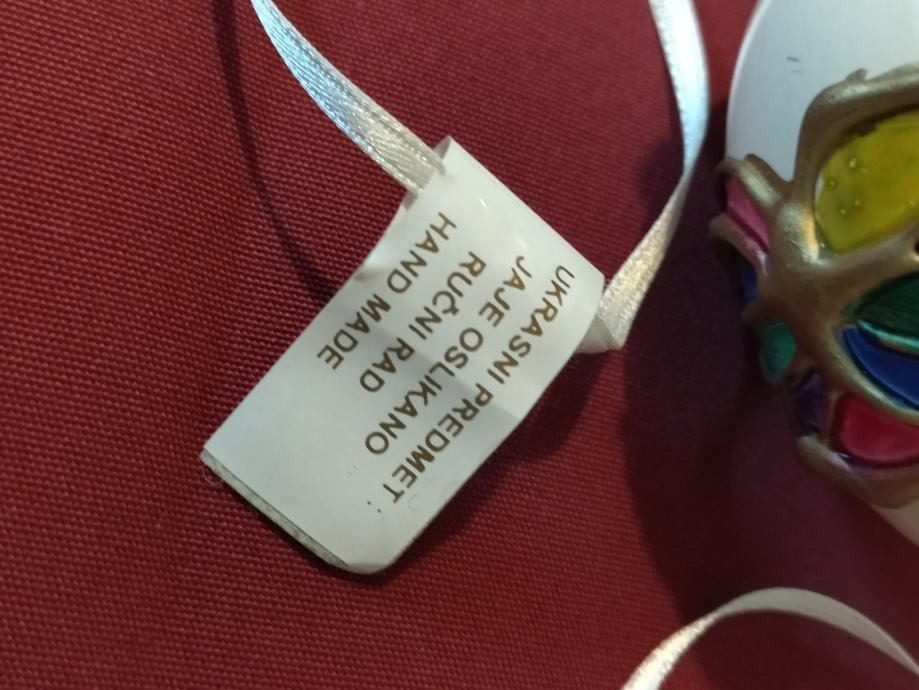 UKRASNI PREDMET
JAJE OSLIKANO
RUČNI RAD
HAND MADE